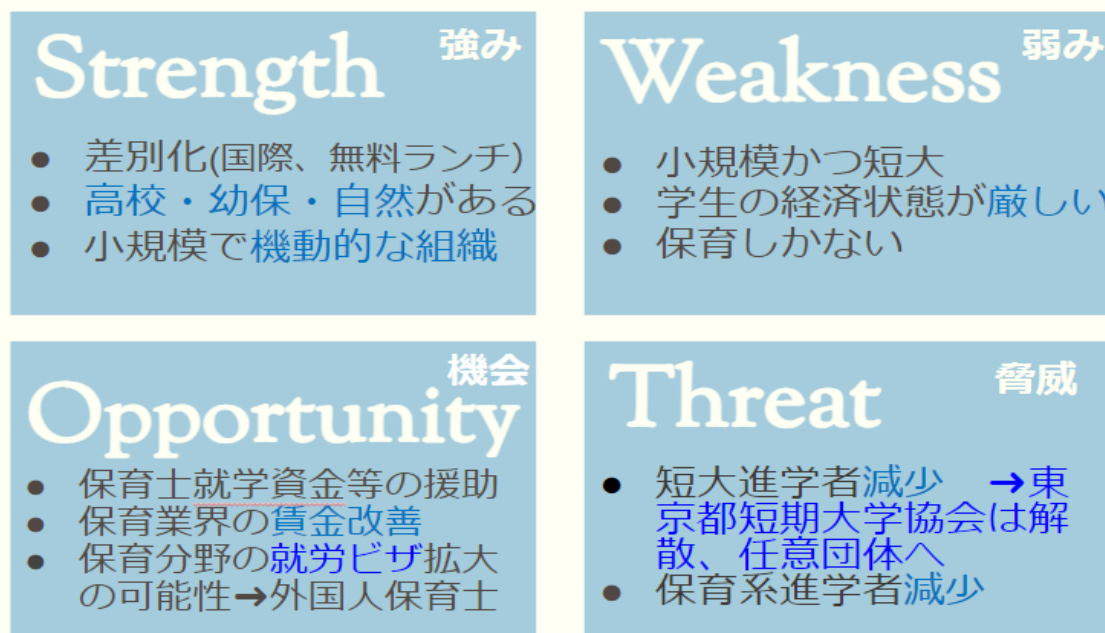 Strength 強み
● 差別化(国際、無料ランチ)
● 高校・幼保・自然がある
● 小規模で機動的な組織
Weakness 弱み
● 小規模かつ短大
● 学生の経済状態が厳しい
● 保育しかない
Opportunity 機会
● 保育士就学資金等の援助
● 保育業界の賃金改善
● 保育分野の就労ビザ拡大
の可能性➜外国人保育士
Threat 脅威
● 短大進学者減少 ➜東
京都短期大学協会は解
散、任意団体へ
● 保育系進学者減少